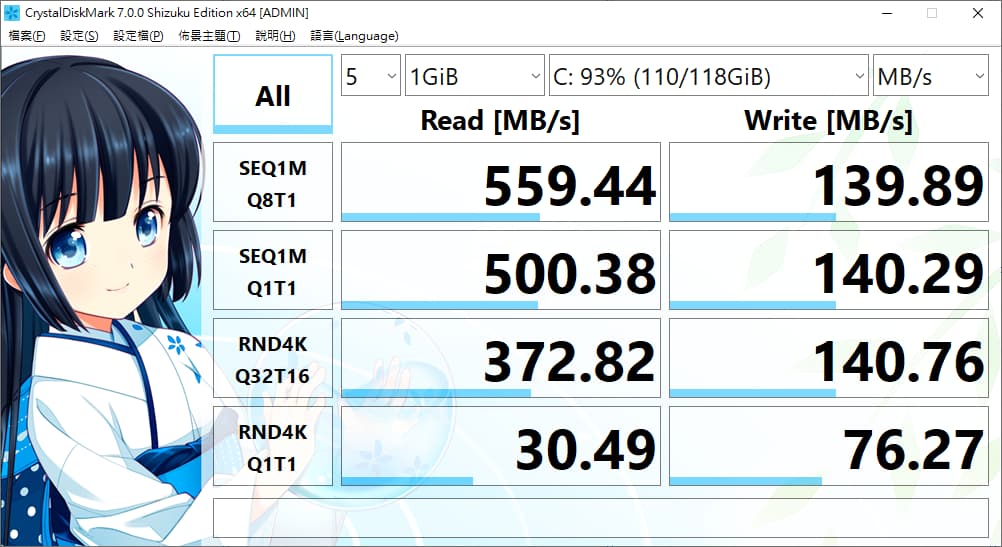 CrystalDiskMark 7.0.0 Shizuku Edition x64 [ADMIN]
檔案(F) 設定(S) 設定檔(P) 佈景主題(T) 說明(H) 語言(Language)
All 5 1GiB C: 93% (110/118GiB) MB/s
Read [MB/s] Write [MB/s]
SEQ1M
Q8T1 559.44 139.89
SEQ1M
Q1T1 500.38 140.29
RND4K
Q32T16 372.82 140.76
RND4K
Q1T1 30.49 76.27